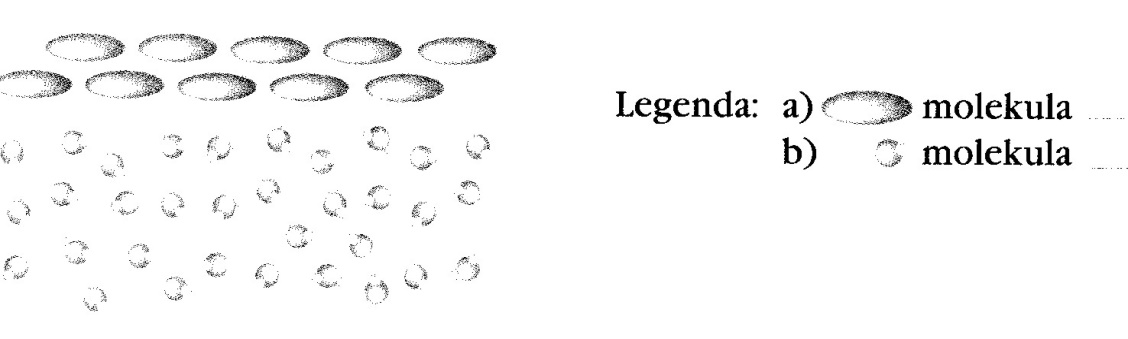 Legenda: a) molekula ........
b) molekula ........